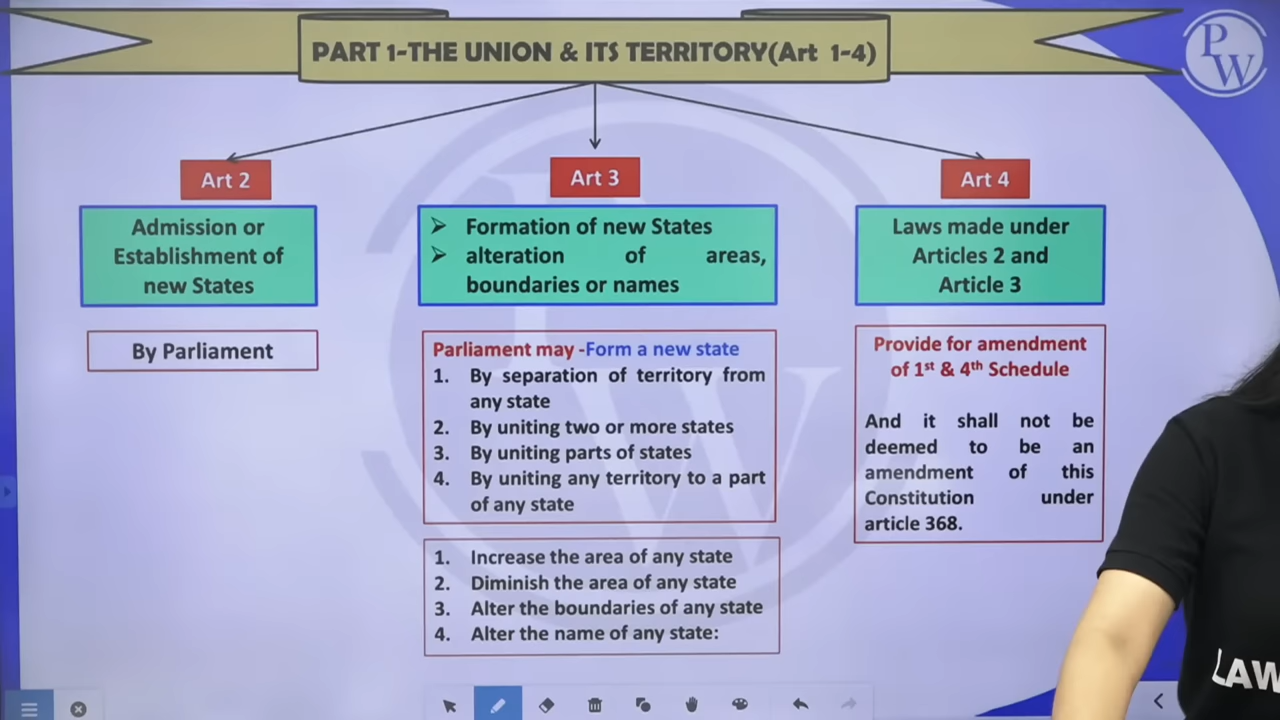 PART 1-THE UNION & ITS TERRITORY(Art 1-4)
PW
Art 2
Admission or
Establishment of
new States
By Parliament
Art 3
➢ Formation of new States
➢ alteration of areas,
boundaries or names
Parliament may -Form a new state
1. By separation of territory from
any state
2. By uniting two or more states
3. By uniting parts of states
4. By uniting any territory to a part
of any state
1. Increase the area of any state
2. Diminish the area of any state
3. Alter the boundaries of any state
4. Alter the name of any state:
Art 4
Laws made under
Articles 2 and
Article 3
Provide for amendment
of 1st & 4th Schedule
And it shall not be
deemed to be an
amendment of this
Constitution under
article 368.
LAW